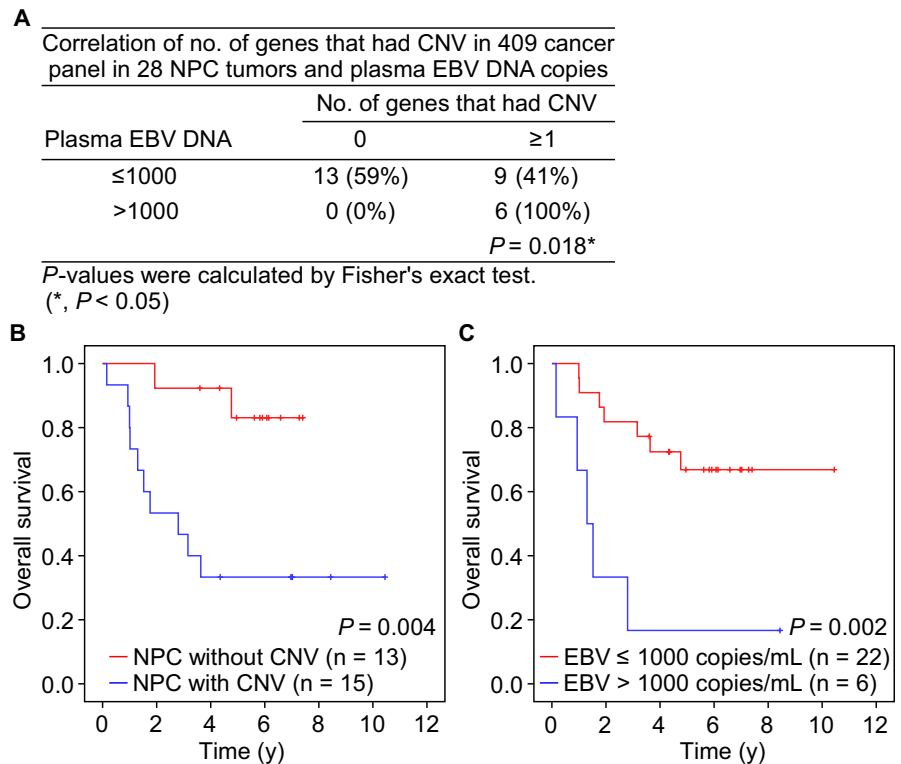 A
Correlation of no. of genes that had CNV in 409 cancer
panel in 28 NPC tumors and plasma EBV DNA copies
No. of genes that had CNV
Plasma EBV DNA 0 ≥1
≤1000 13 (59%) 9 (41%)
>1000 0 (0%) 6 (100%)
P = 0.018*
P-values were calculated by Fisher's exact test.
(*, P < 0.05)
B
Overall survival
1.0
0.8
0.6
0.4
0.2
0.0
P = 0.004
NPC without CNV (n = 13)
NPC with CNV (n = 15)
0 2 4 6 8 10 12
Time (y)
C
Overall survival
1.0
0.8
0.6
0.4
0.2
0.0
P = 0.002
EBV ≤ 1000 copies/mL (n = 22)
EBV > 1000 copies/mL (n = 6)
0 2 4 6 8 10 12
Time (y)